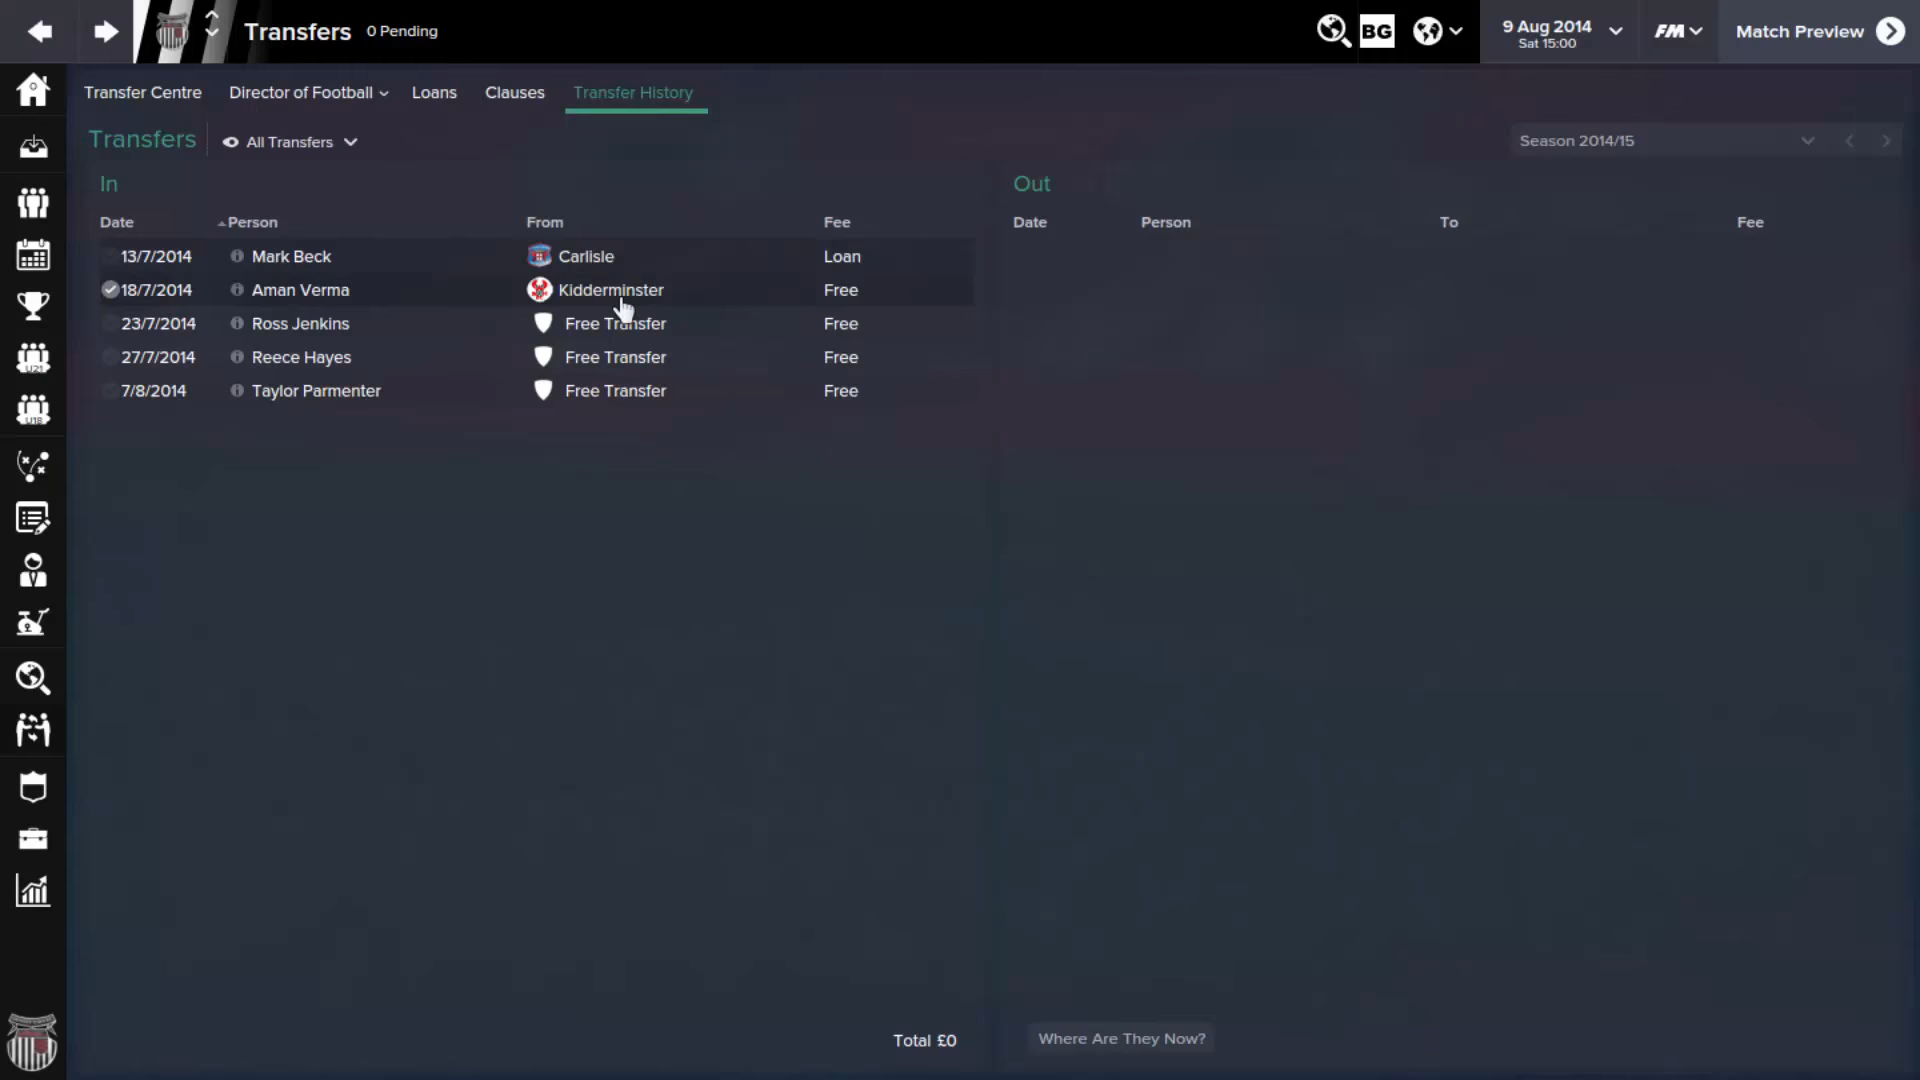 Transfers 0 Pending
BG
9 Aug 2014
Sat 15:00
FM
Match Preview
Transfer Centre Director of Football Loans Clauses Transfer History
Transfers All Transfers
Season 2014/15
In
Date Person From Fee
13/7/2014 Mark Beck Carlisle Loan
18/7/2014 Aman Verma Kidderminster Free
23/7/2014 Ross Jenkins Free Transfer Free
27/7/2014 Reece Hayes Free Transfer Free
7/8/2014 Taylor Parmenter Free Transfer Free
Total £0
Out
Date Person To Fee
Where Are They Now?
U21
U18